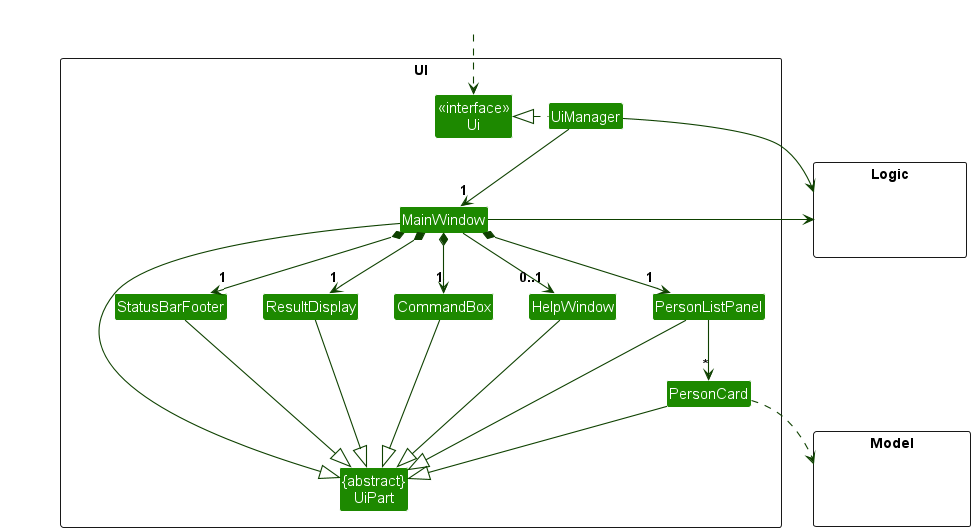 UI
«interface»
Ui
UiManager
Logic
1
MainWindow
1
1
1
0..1
1
StatusBarFooter
ResultDisplay
CommandBox
HelpWindow
PersonListPanel
*
PersonCard
Model
{abstract}
UiPart